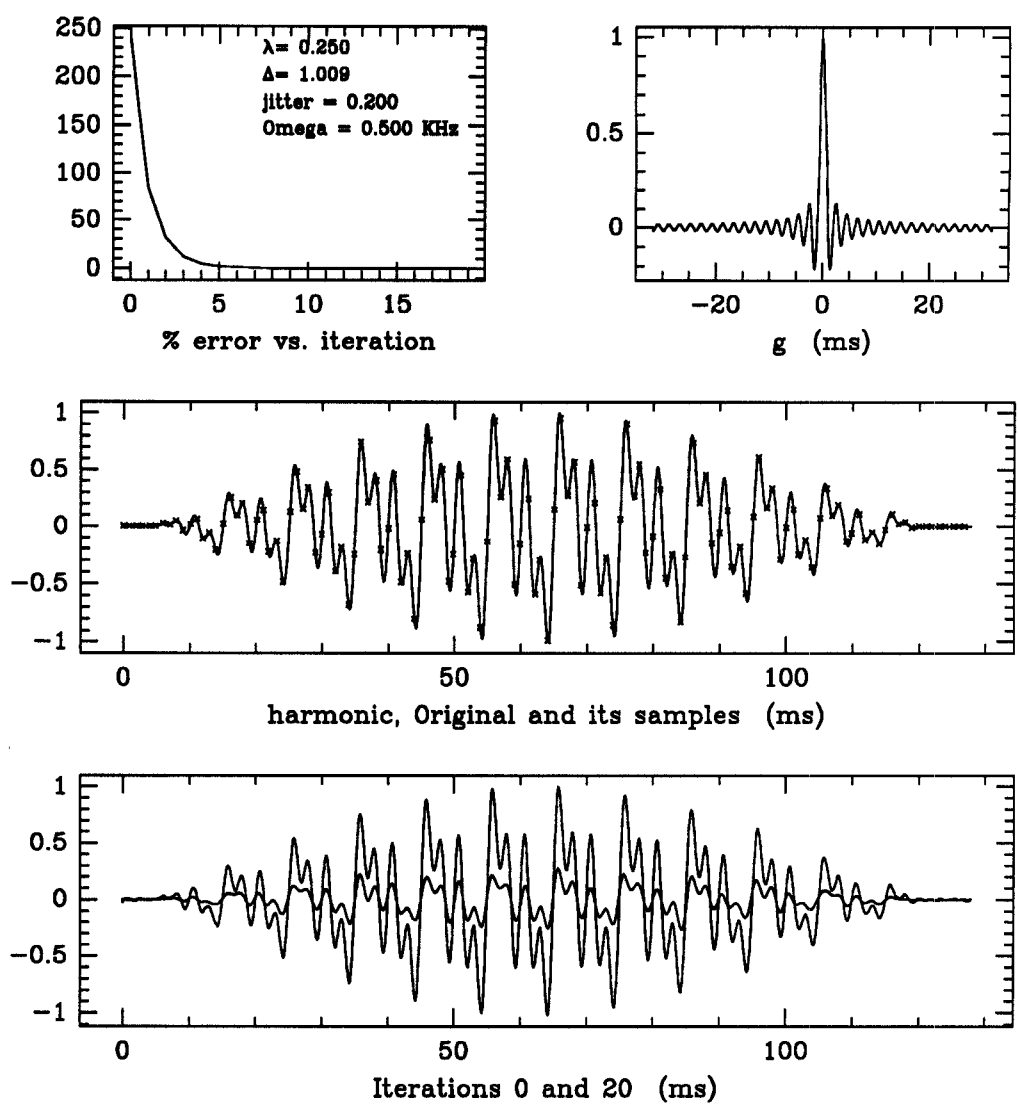 250
200
150
100
50
0
λ= 0.250
Δ= 1.009
jitter = 0.200
Omega = 0.500 KHz
0 5 10 15
% error vs. iteration
1
0.5
0
−20 0 20
g (ms)
1
0.5
0
−0.5
−1
0 50 100
harmonic, Original and its samples (ms)
1
0.5
0
−0.5
−1
0 50 100
Iterations 0 and 20 (ms)